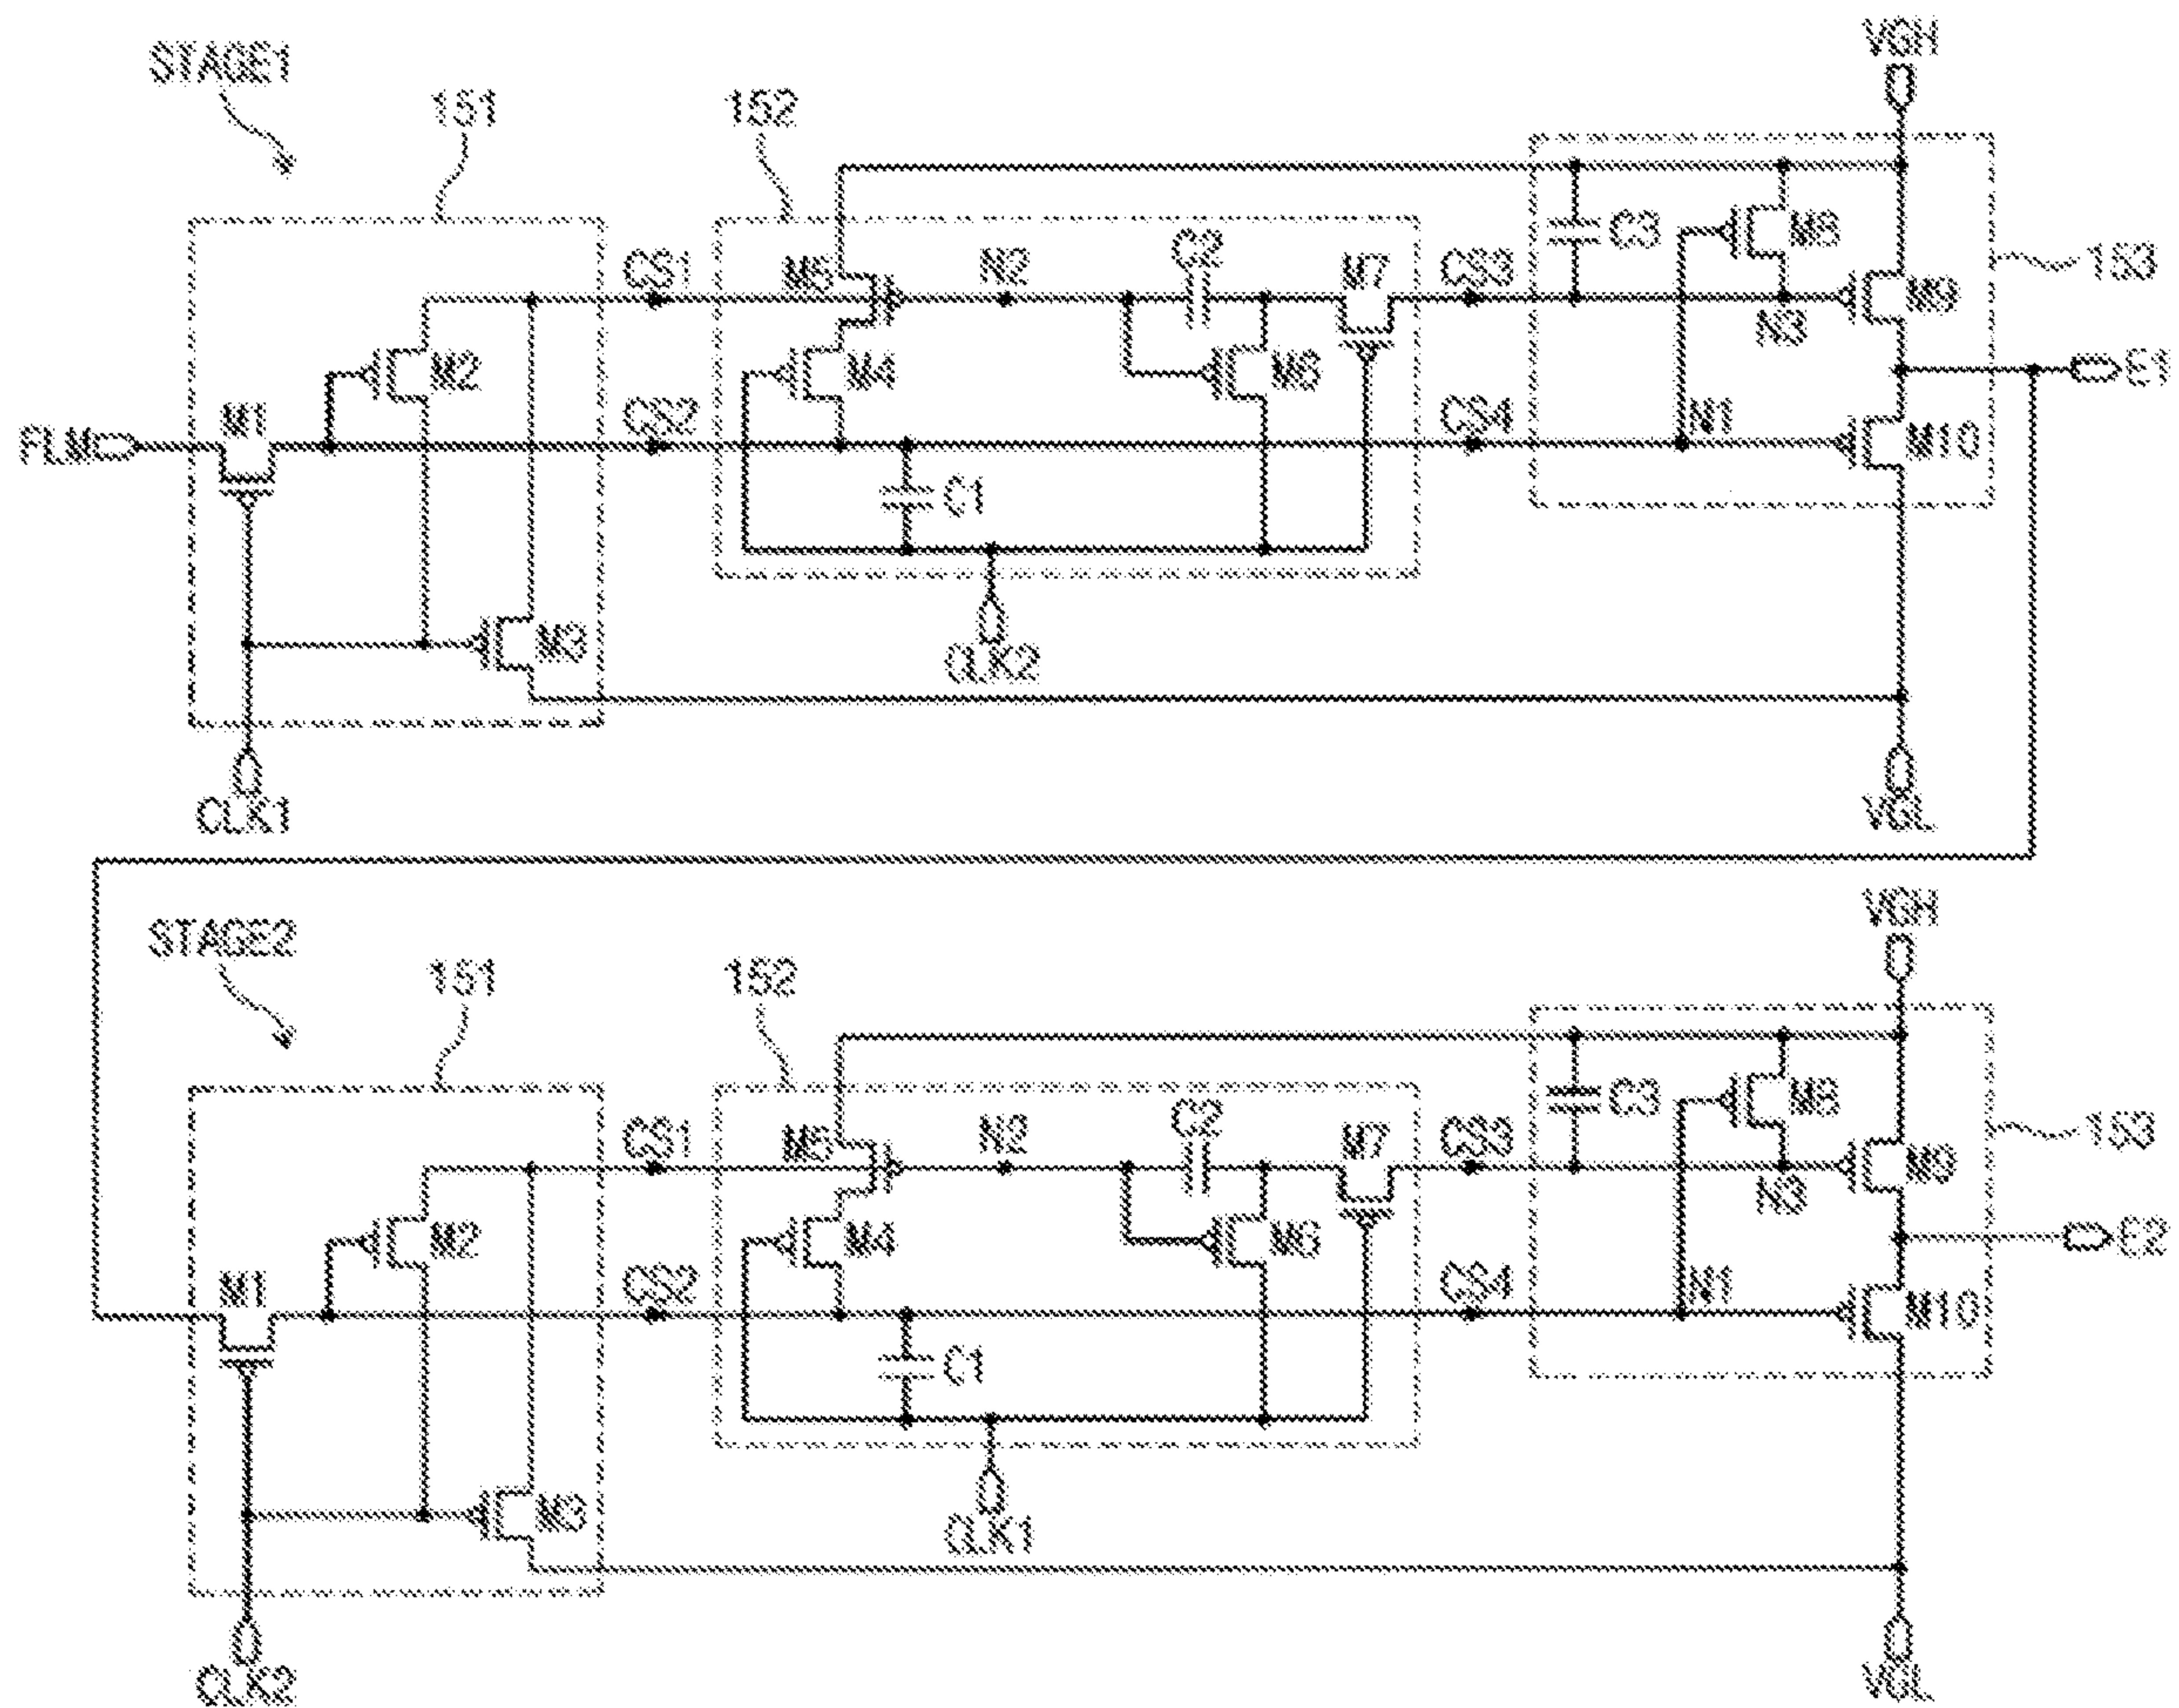 VGH
STAGE1
151
152
C3
M8
153
CS1
M5
N2
C2
M7
CS3
M9
N3
M2
M4
M6
E1
M1
CS2
CS4
N1
M10
FLM
C1
M3
CLK2
CLK1
VGL
VGH
STAGE2
151
152
C3
M8
153
CS1
M5
N2
C2
M7
CS3
M9
N3
M2
M4
M6
E2
M1
CS2
CS4
N1
M10
C1
M3
CLK1
CLK2
VGL